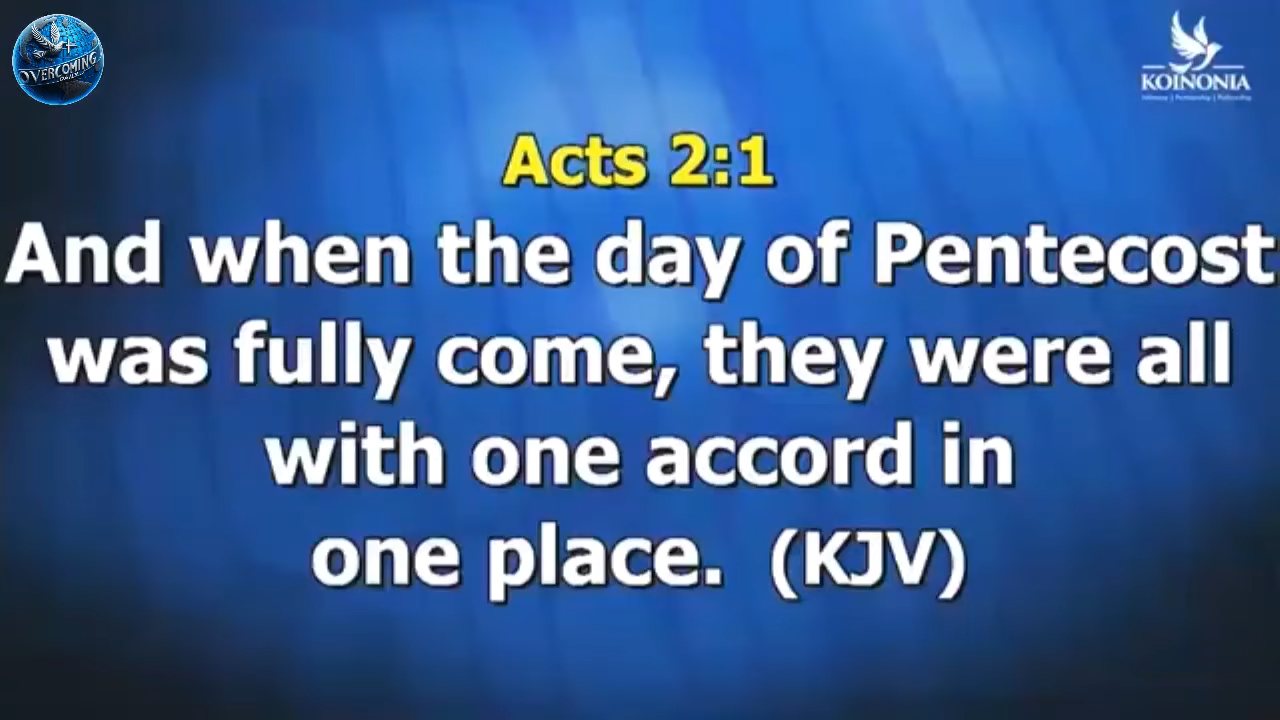 OVERCOMING
KOINONIA
Acts 2:1
And when the day of Pentecost
was fully come, they were all
with one accord in
one place. (KJV)